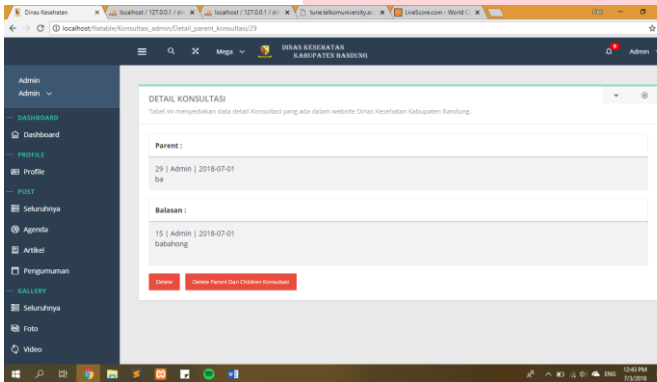 Dinas Kesehatan
localhost / 127.0.0.1 / di
localhost / 127.0.0.1 / di
tune.telkomuniversity.ac
LiveScore.com - World C
localhost/flatable/Konsultasi_admin/Detail_parent_konsultasi/29
Mega
DINAS KESEHATAN
KABUPATEN BANDUNG
Admin
Admin
Admin
DASHBOARD
Dashboard
PROFILE
Profile
POST
Seluruhnya
Agenda
Artikel
Pengumuman
GALLERY
Seluruhnya
Foto
Video
DETAIL KONSULTASI
Tabel ini menyediakan data detail Konsultasi yang ada dalam website Dinas Kesehatan Kabupaten Bandung.
Parent :
29 | Admin | 2018-07-01
ba
Balasan :
15 | Admin | 2018-07-01
babahong
Delete
Delete Parent Dan Children Konsultasi
ENG
12:43 PM
7/3/2018